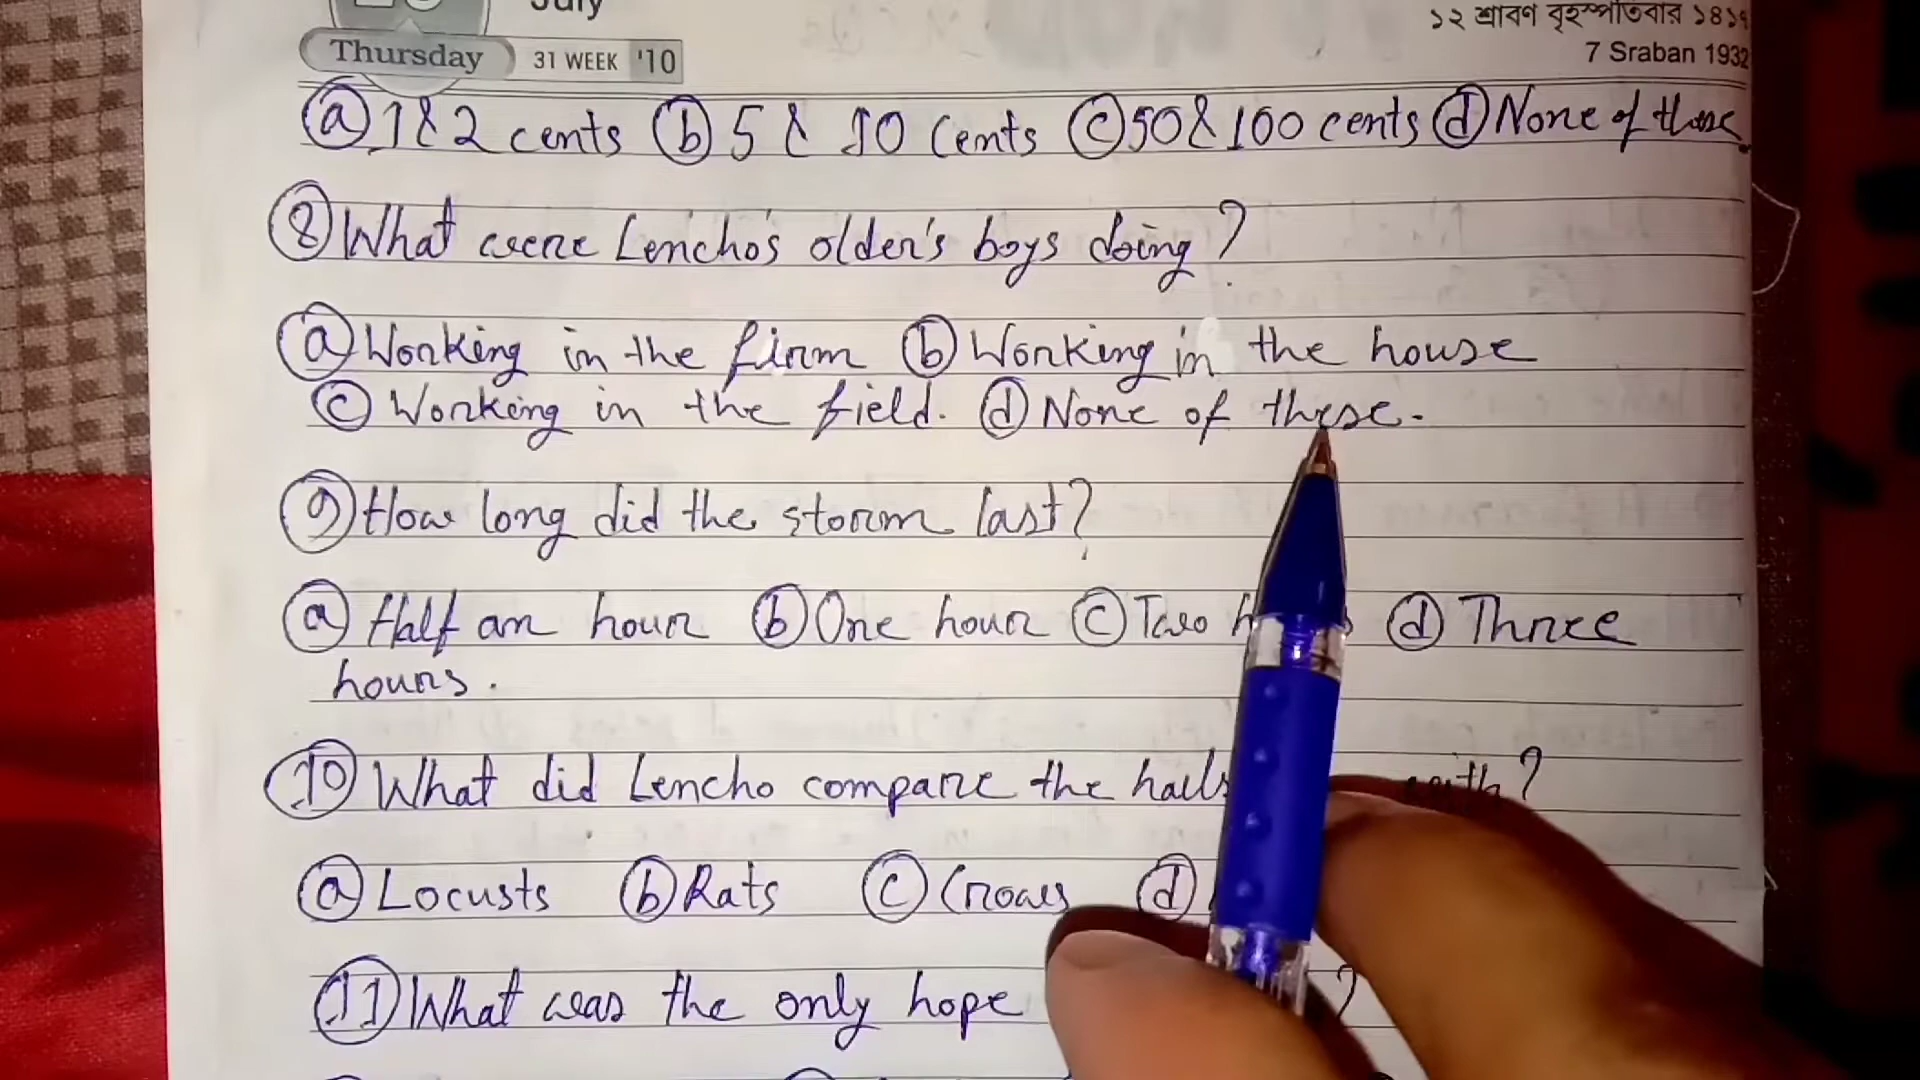 July
Thursday 31 WEEK '10
১২ শ্রাবণ বৃহস্পতিবার ১৪১৭
7 Sraban 1932
(a) 1 & 2 cents (b) 5 & 10 Cents (c) 50 & 100 cents (d) None of these
(8) What were Lencho's older's boys doing?
(a) Working in the firm (b) Working in the house
(c) Working in the field. (d) None of these.
(9) How long did the storm last?
(a) Half an hour (b) One hour (c) Two (d) Three
hours.
(10) What did Lencho compare the with?
(a) Locusts (b) Rats (c) Crows (d)
(11) What was the only hope ?